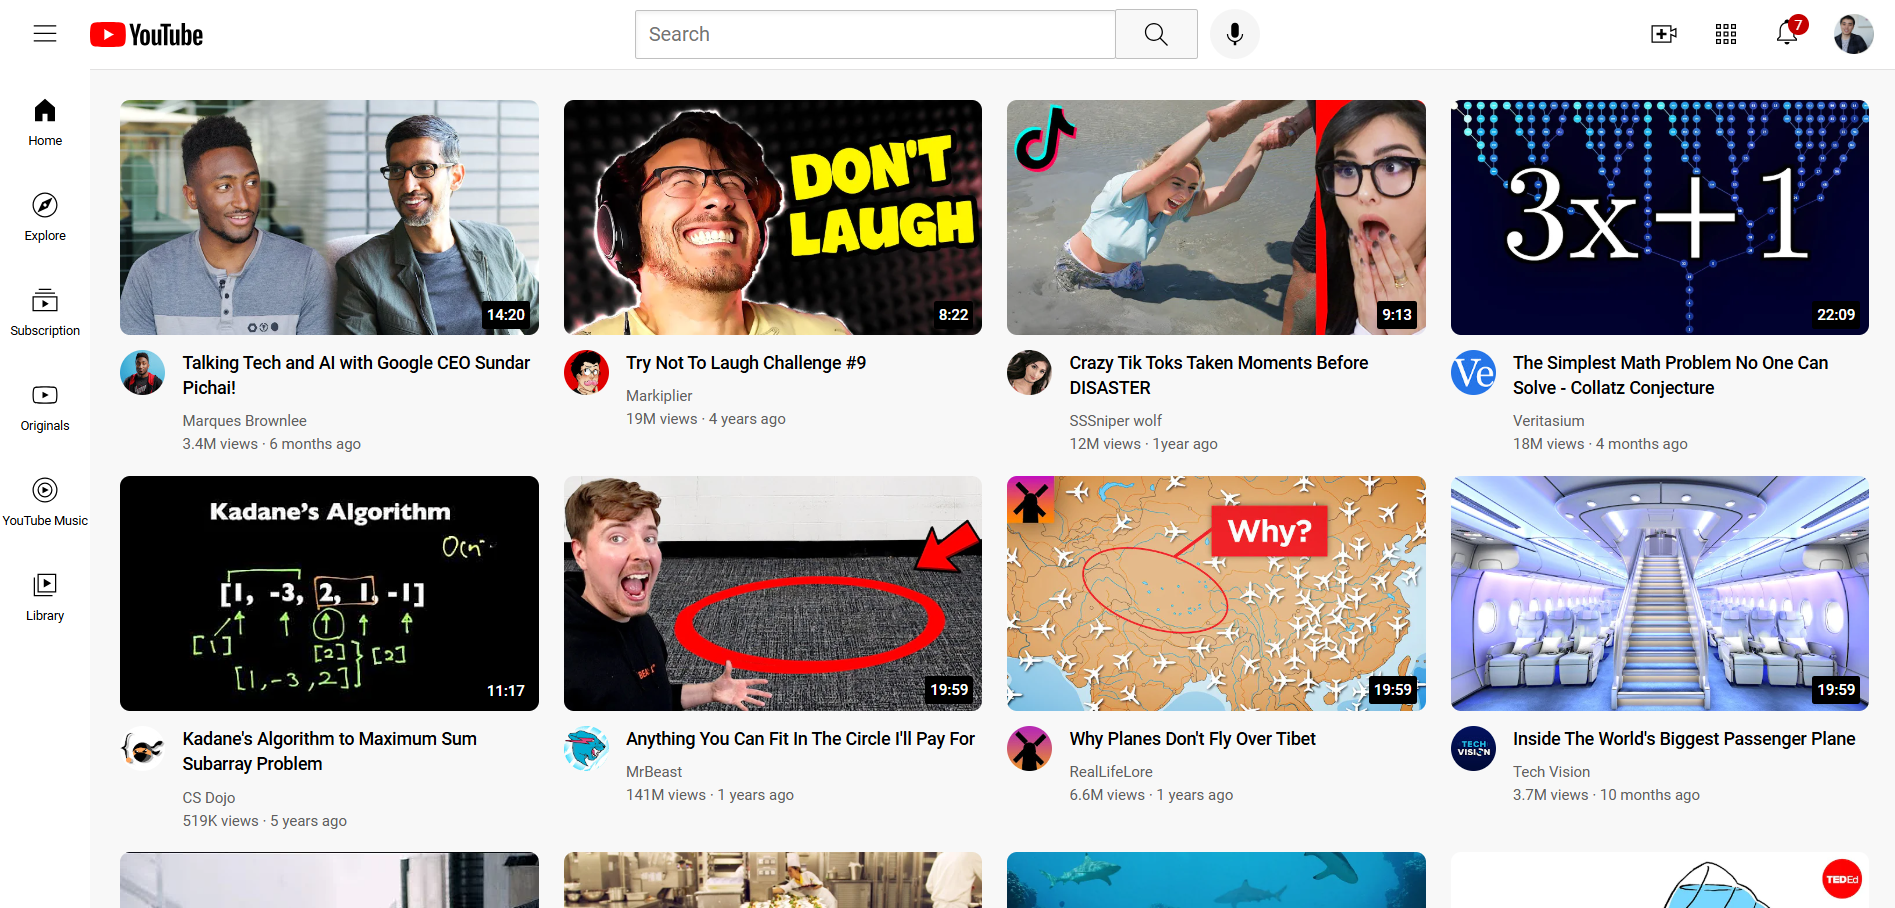 YouTube
Search
7
Home
Explore
Subscription
Originals
YouTube Music
Library
DON'T
LAUGH
3x+1
14:20
8:22
9:13
22:09
Talking Tech and AI with Google CEO Sundar
Pichai!
Marques Brownlee
3.4M views · 6 months ago
Try Not To Laugh Challenge #9
Markiplier
19M views · 4 years ago
Crazy Tik Toks Taken Moments Before
DISASTER
SSSniper wolf
12M views · 1year ago
Ve
The Simplest Math Problem No One Can
Solve - Collatz Conjecture
Veritasium
18M views · 4 months ago
Kadane's Algorithm
[1, -3, 2, 1, -1]
[1]
[2]
[2]
[1,-3,2]
11:17
19:59
Why?
19:59
19:59
Kadane's Algorithm to Maximum Sum
Subarray Problem
CS Dojo
519K views · 5 years ago
Anything You Can Fit In The Circle I'll Pay For
MrBeast
141M views · 1 years ago
Why Planes Don't Fly Over Tibet
RealLifeLore
6.6M views · 1 years ago
TECH
VISION
Inside The World's Biggest Passenger Plane
Tech Vision
3.7M views · 10 months ago
TEDEd